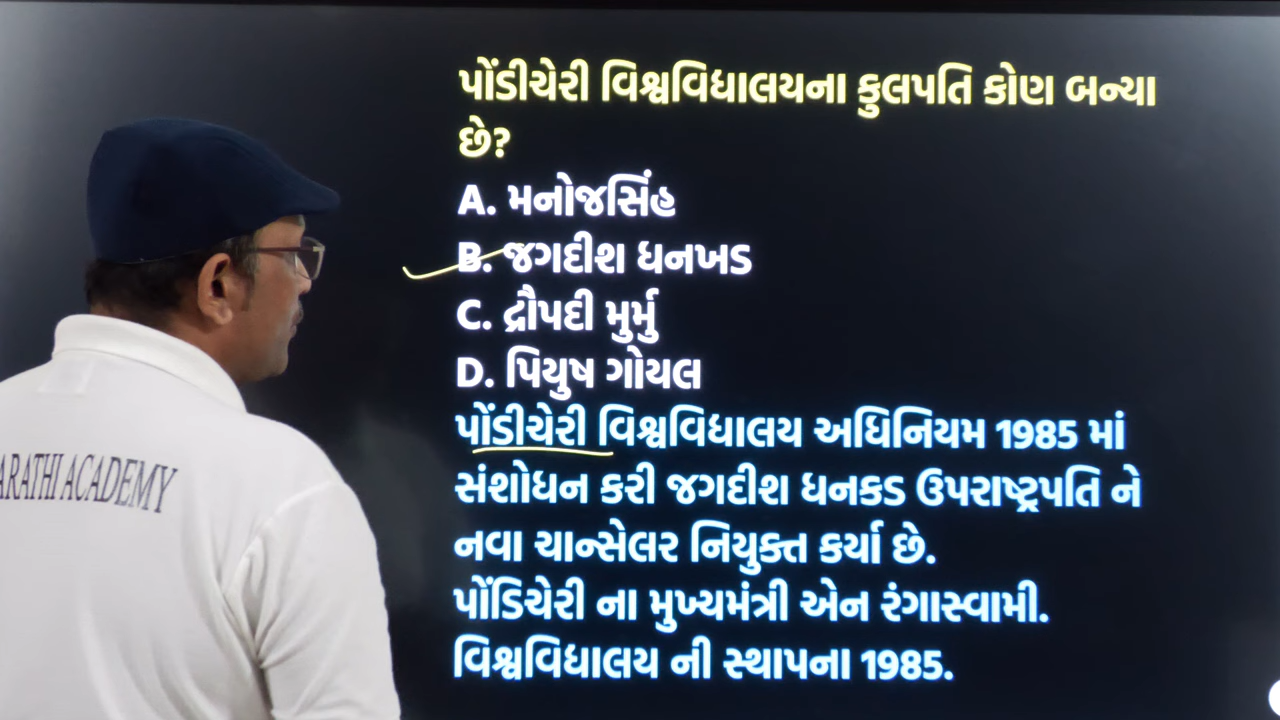 પોંડીચેરી વિશ્વવિદ્યાલયના કુલપતિ કોણ બન્યા
છે?
A. મનોજસિંહ
B. જગદીશ ધનખડ
C. દ્રૌપદી મુર્મુ
D. પિયુષ ગોયલ
પોંડીચેરી વિશ્વવિદ્યાલય અધિનિયમ 1985 માં
સંશોધન કરી જગદીશ ધનકડ ઉપરાષ્ટ્રપતિ ને
નવા ચાન્સેલર નિયુક્ત કર્યા છે.
પોંડિચેરી ના મુખ્યમંત્રી એન રંગાસ્વામી.
વિશ્વવિદ્યાલય ની સ્થાપના 1985.
ARATHI ACADEMY